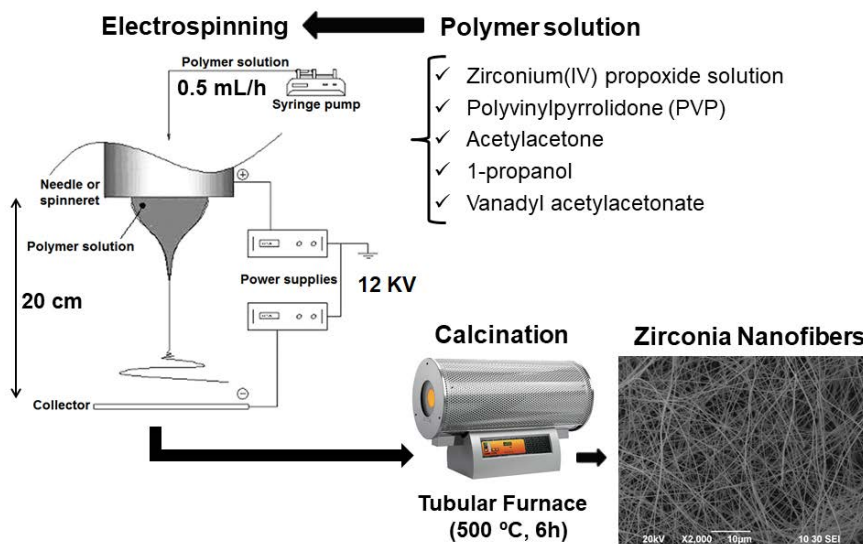 Electrospinning
Polymer solution
Polymer solution
0.5 mL/h
Syringe pump
✓ Zirconium(IV) propoxide solution
✓ Polyvinylpyrrolidone (PVP)
✓ Acetylacetone
✓ 1-propanol
✓ Vanadyl acetylacetonate
Needle or
spinneret
+
Polymer solution
20 cm
Power supplies
12 KV
−
Collector
Calcination
Tubular Furnace
(500 ºC, 6h)
Zirconia Nanofibers
20kV X2,000 10µm 10 30 SEI